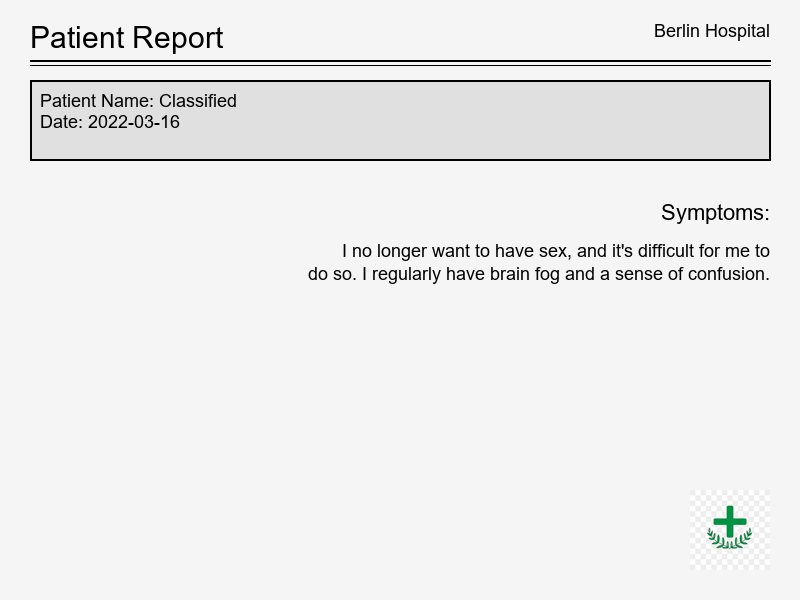 Patient Report
Berlin Hospital
Patient Name: Classified
Date: 2022-03-16
Symptoms:
I no longer want to have sex, and it's difficult for me to
do so. I regularly have brain fog and a sense of confusion.